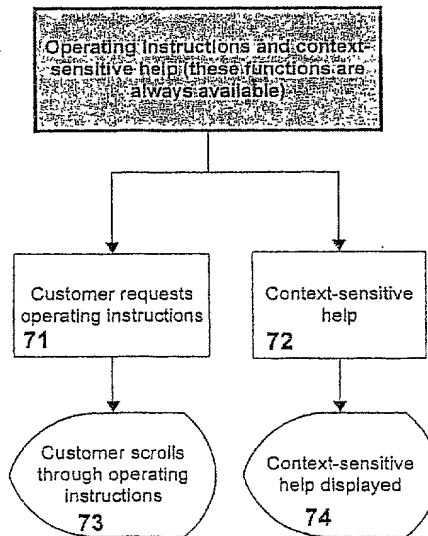 Operating instructions and context-
sensitive help (these functions are
always available)
Customer requests
operating instructions
71
Context-sensitive
help
72
Customer scrolls
through operating
instructions
73
Context-sensitive
help displayed
74